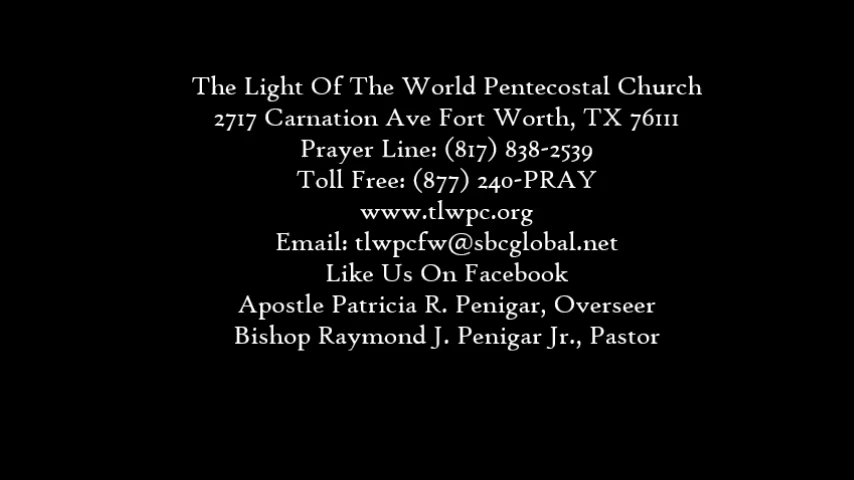 The Light Of The World Pentecostal Church
2717 Carnation Ave Fort Worth, TX 76111
Prayer Line: (817) 838-2539
Toll Free: (877) 240-PRAY
www.tlwpc.org
Email: tlwpcfw@sbcglobal.net
Like Us On Facebook
Apostle Patricia R. Penigar, Overseer
Bishop Raymond J. Penigar Jr., Pastor